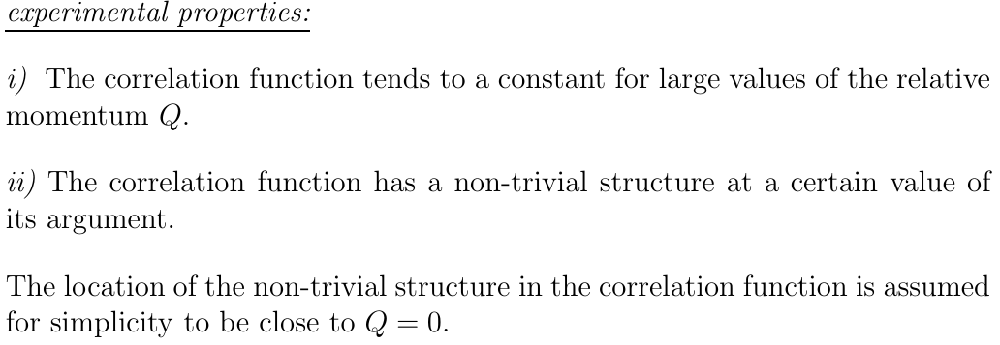 experimental properties:
i) The correlation function tends to a constant for large values of the relative
momentum Q.
ii) The correlation function has a non-trivial structure at a certain value of
its argument.
The location of the non-trivial structure in the correlation function is assumed
for simplicity to be close to Q = 0.